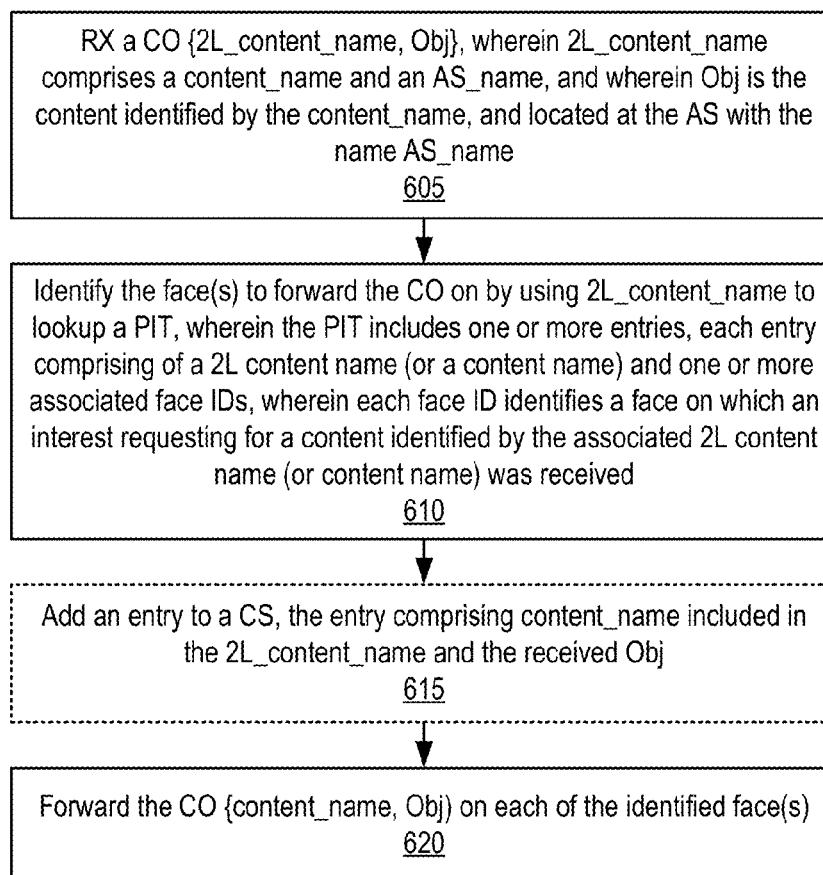 RX a CO {2L_content_name, Obj}, wherein 2L_content_name
comprises a content_name and an AS_name, and wherein Obj is the
content identified by the content_name, and located at the AS with the
name AS_name
605
Identify the face(s) to forward the CO on by using 2L_content_name to
lookup a PIT, wherein the PIT includes one or more entries, each entry
comprising of a 2L content name (or a content name) and one or more
associated face IDs, wherein each face ID identifies a face on which an
interest requesting for a content identified by the associated 2L content
name (or content name) was received
610
Add an entry to a CS, the entry comprising content_name included in
the 2L_content_name and the received Obj
615
Forward the CO {content_name, Obj) on each of the identified face(s)
620